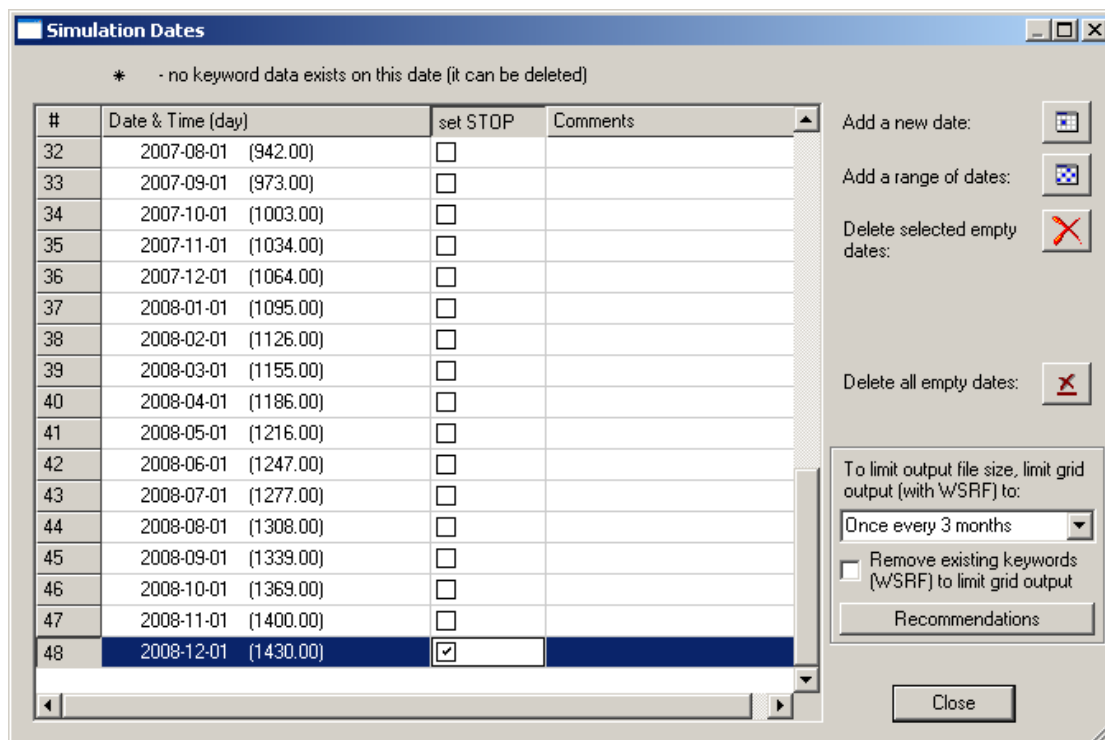 Simulation Dates
* - no keyword data exists on this date (it can be deleted)
# Date & Time (day) set STOP Comments
32 2007-08-01 (942.00)
33 2007-09-01 (973.00)
34 2007-10-01 (1003.00)
35 2007-11-01 (1034.00)
36 2007-12-01 (1064.00)
37 2008-01-01 (1095.00)
38 2008-02-01 (1126.00)
39 2008-03-01 (1155.00)
40 2008-04-01 (1186.00)
41 2008-05-01 (1216.00)
42 2008-06-01 (1247.00)
43 2008-07-01 (1277.00)
44 2008-08-01 (1308.00)
45 2008-09-01 (1339.00)
46 2008-10-01 (1369.00)
47 2008-11-01 (1400.00)
48 2008-12-01 (1430.00)
Add a new date:
Add a range of dates:
Delete selected empty
dates:
Delete all empty dates:
To limit output file size, limit grid
output (with WSRF) to:
Once every 3 months
Remove existing keywords
(WSRF) to limit grid output
Recommendations
Close